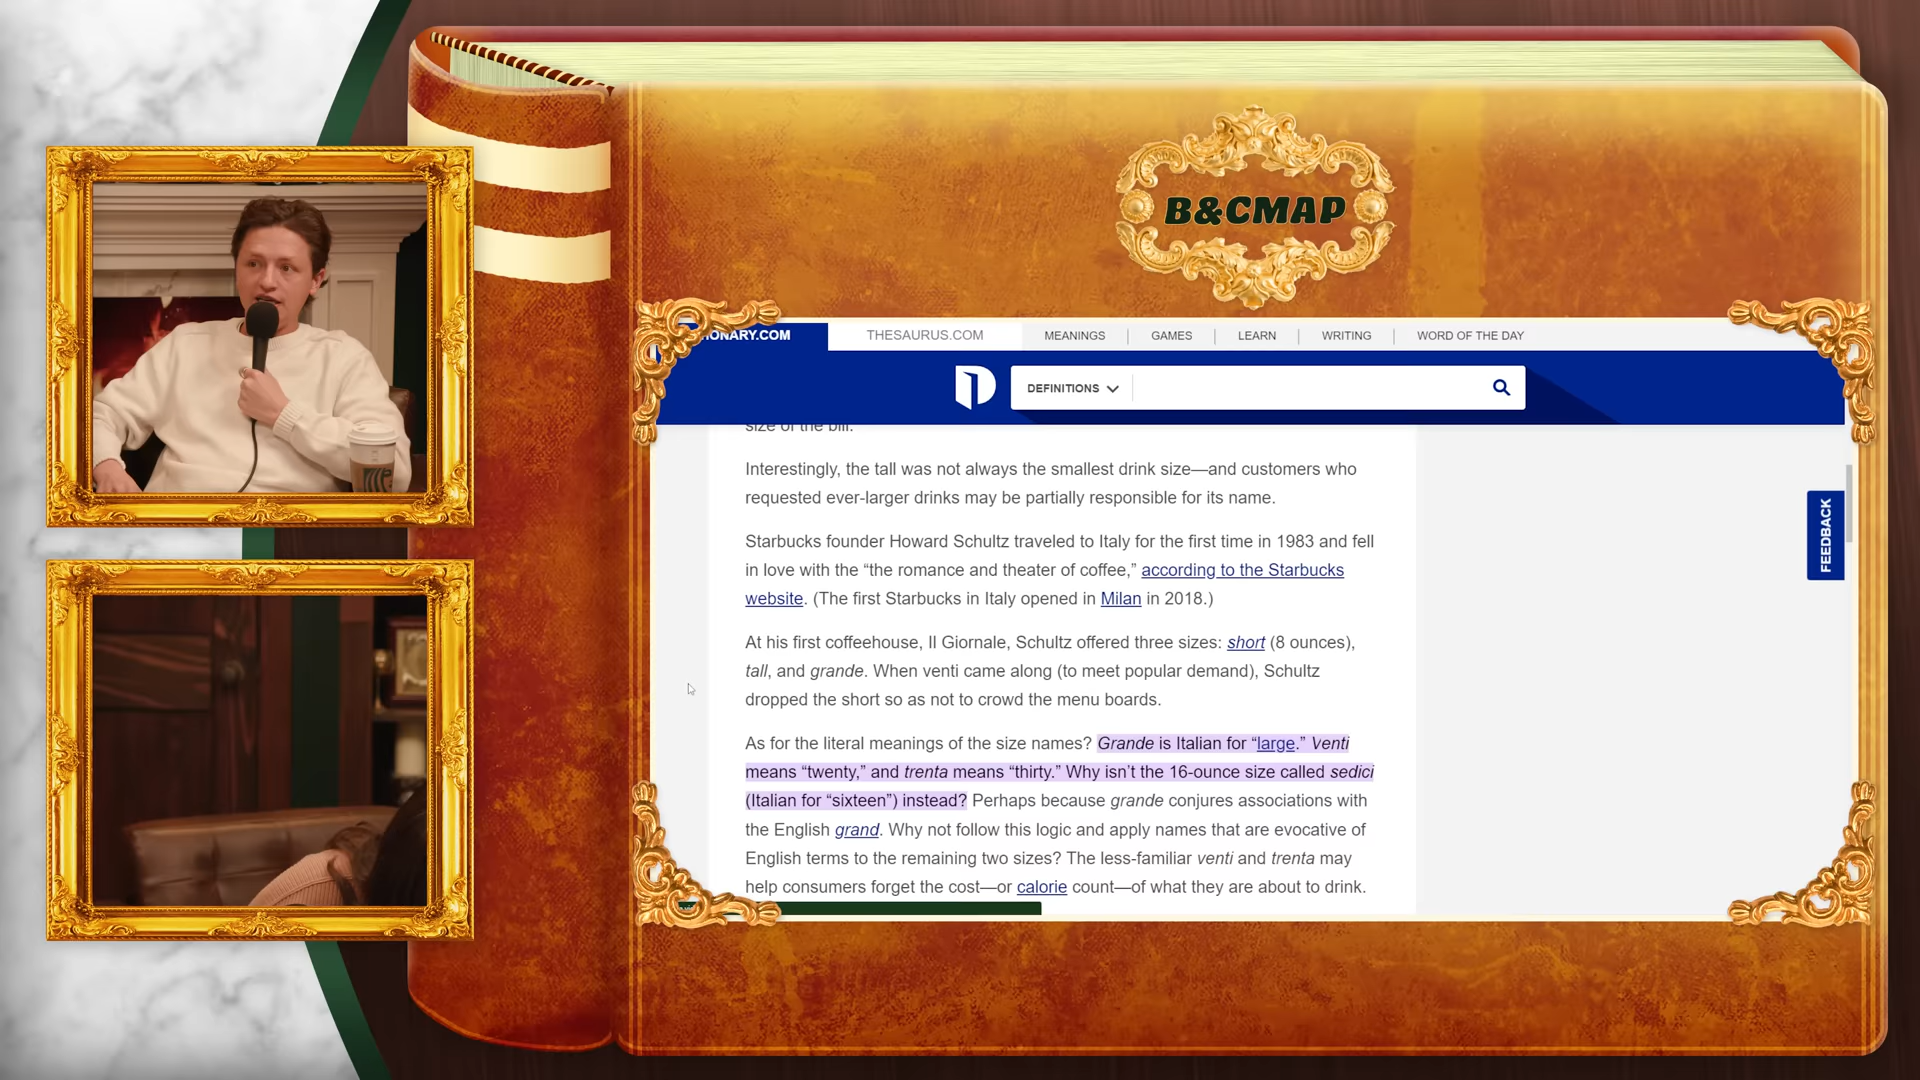 B&CMAP
IONARY.COM
THESAURUS.COM
MEANINGS
GAMES
LEARN
WRITING
WORD OF THE DAY
DEFINITIONS
size of the bill.
Interestingly, the tall was not always the smallest drink size—and customers who
requested ever-larger drinks may be partially responsible for its name.
Starbucks founder Howard Schultz traveled to Italy for the first time in 1983 and fell
in love with the “the romance and theater of coffee,” according to the Starbucks
website. (The first Starbucks in Italy opened in Milan in 2018.)
At his first coffeehouse, Il Giornale, Schultz offered three sizes: short (8 ounces),
tall, and grande. When venti came along (to meet popular demand), Schultz
dropped the short so as not to crowd the menu boards.
As for the literal meanings of the size names? Grande is Italian for “large.” Venti
means “twenty,” and trenta means “thirty.” Why isn’t the 16-ounce size called sedici
(Italian for “sixteen”) instead? Perhaps because grande conjures associations with
the English grand. Why not follow this logic and apply names that are evocative of
English terms to the remaining two sizes? The less-familiar venti and trenta may
help consumers forget the cost—or calorie count—of what they are about to drink.
FEEDBACK